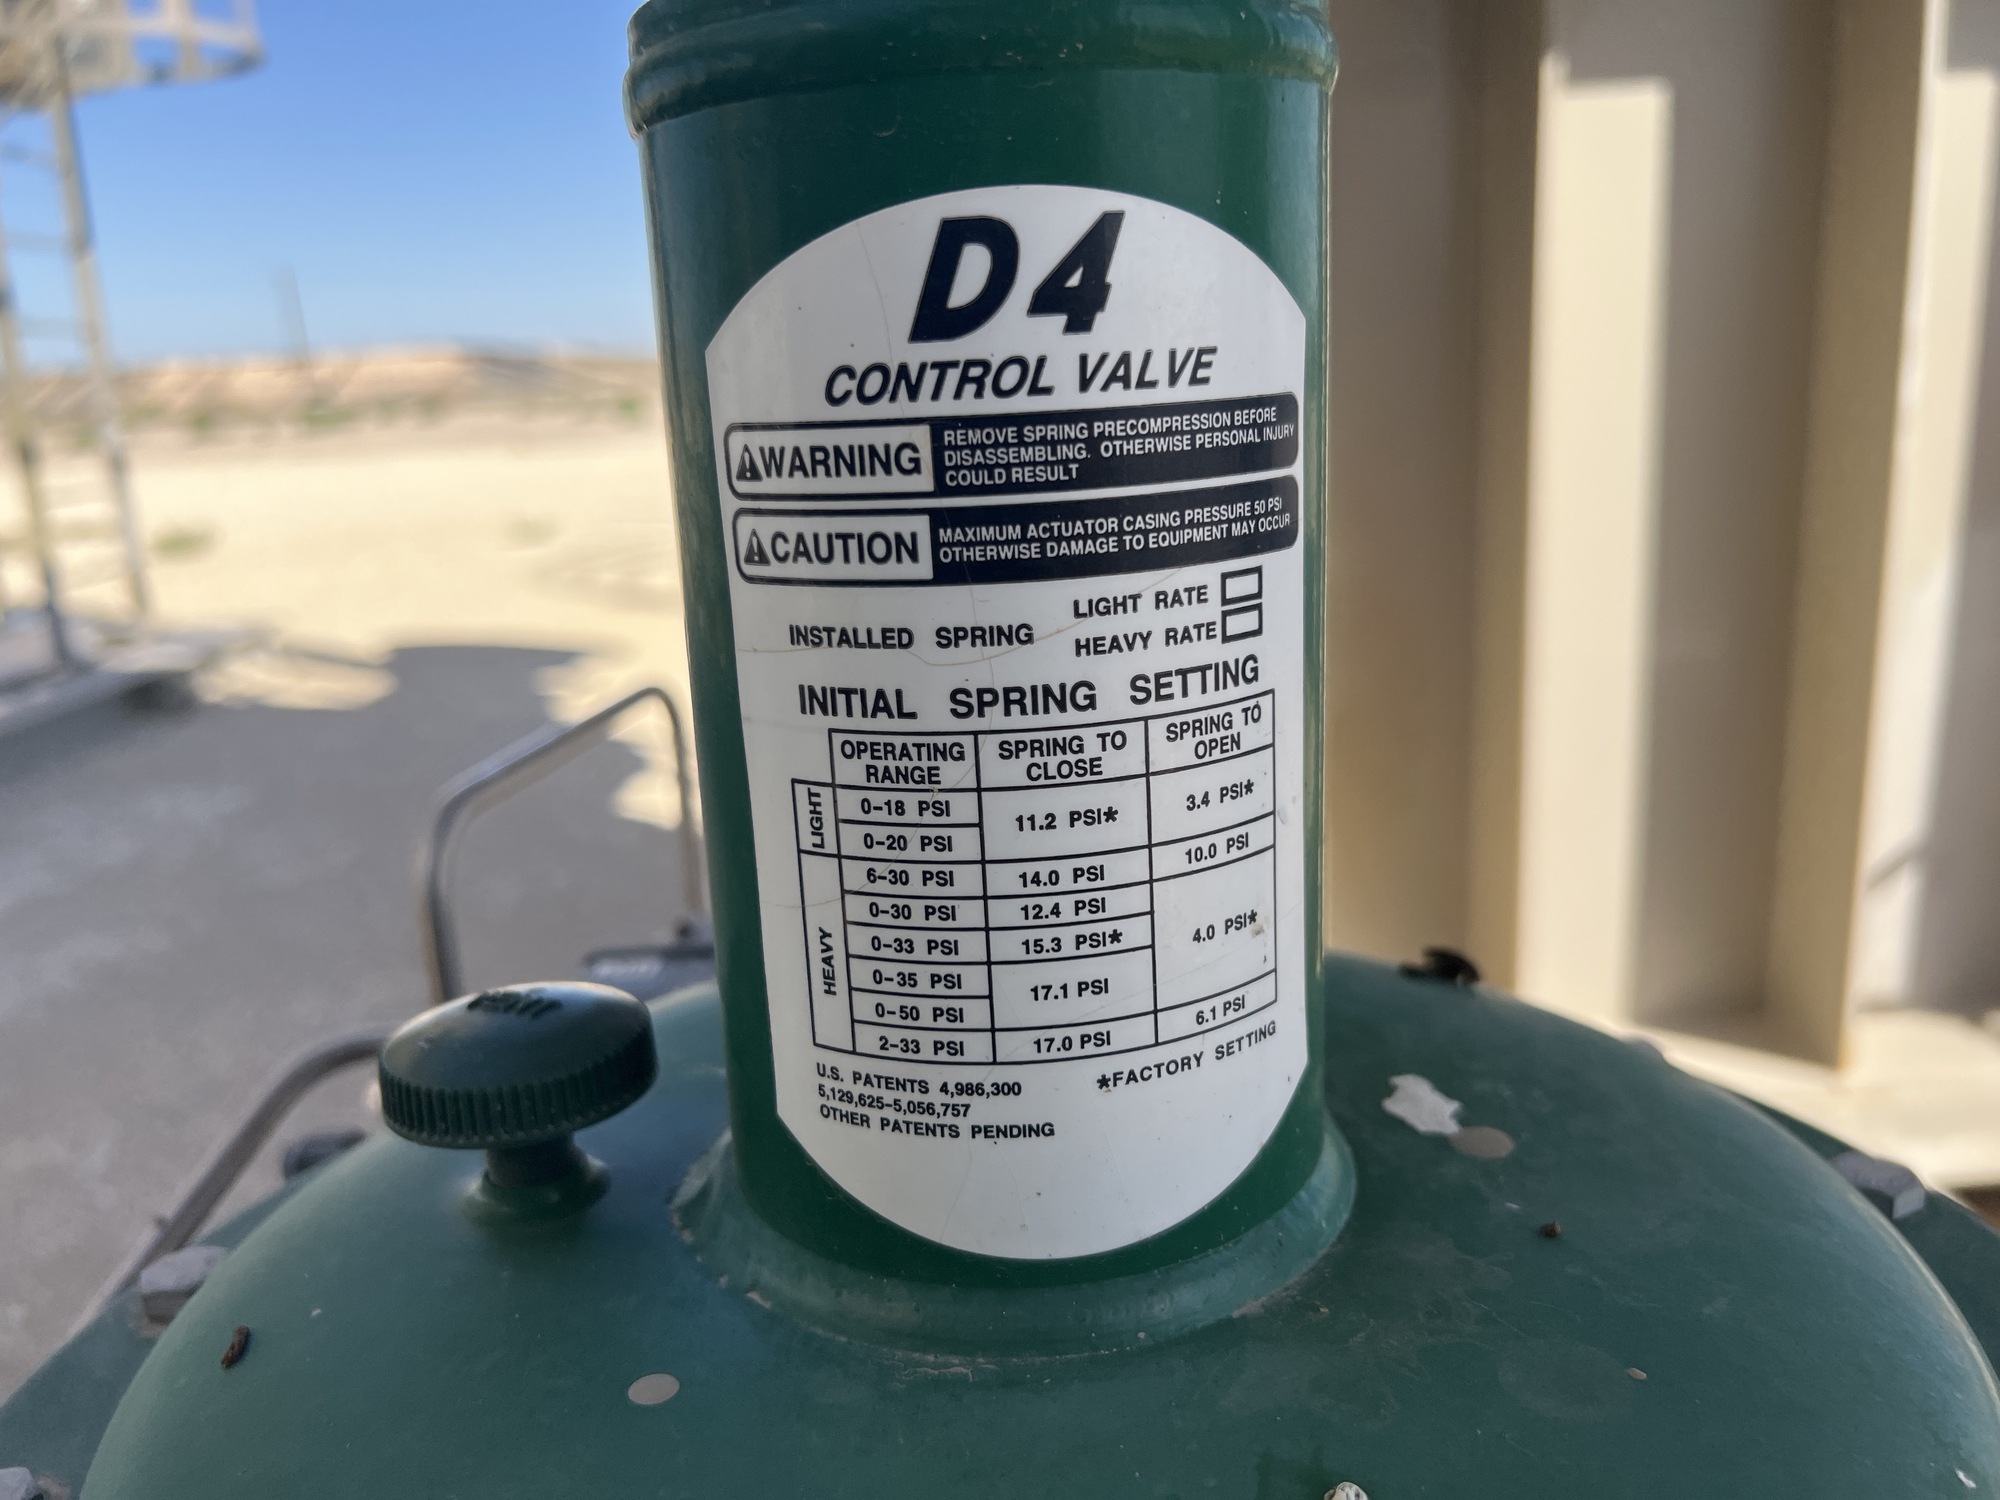 D4
CONTROL VALVE
WARNING
REMOVE SPRING PRECOMPRESSION BEFORE
DISASSEMBLING. OTHERWISE PERSONAL INJURY
COULD RESULT
CAUTION
MAXIMUM ACTUATOR CASING PRESSURE 50 PSI
OTHERWISE DAMAGE TO EQUIPMENT MAY OCCUR
INSTALLED SPRING
LIGHT RATE
HEAVY RATE
INITIAL SPRING SETTING
OPERATING
RANGE
SPRING TO
CLOSE
SPRING TO
OPEN
LIGHT
0-18 PSI
11.2 PSI*
3.4 PSI*
0-20 PSI
HEAVY
6-30 PSI
14.0 PSI
10.0 PSI
0-30 PSI
12.4 PSI
4.0 PSI*
0-33 PSI
15.3 PSI*
0-35 PSI
17.1 PSI
0-50 PSI
2-33 PSI
17.0 PSI
6.1 PSI
*FACTORY SETTING
U.S. PATENTS 4,986,300
5,129,625-5,056,757
OTHER PATENTS PENDING